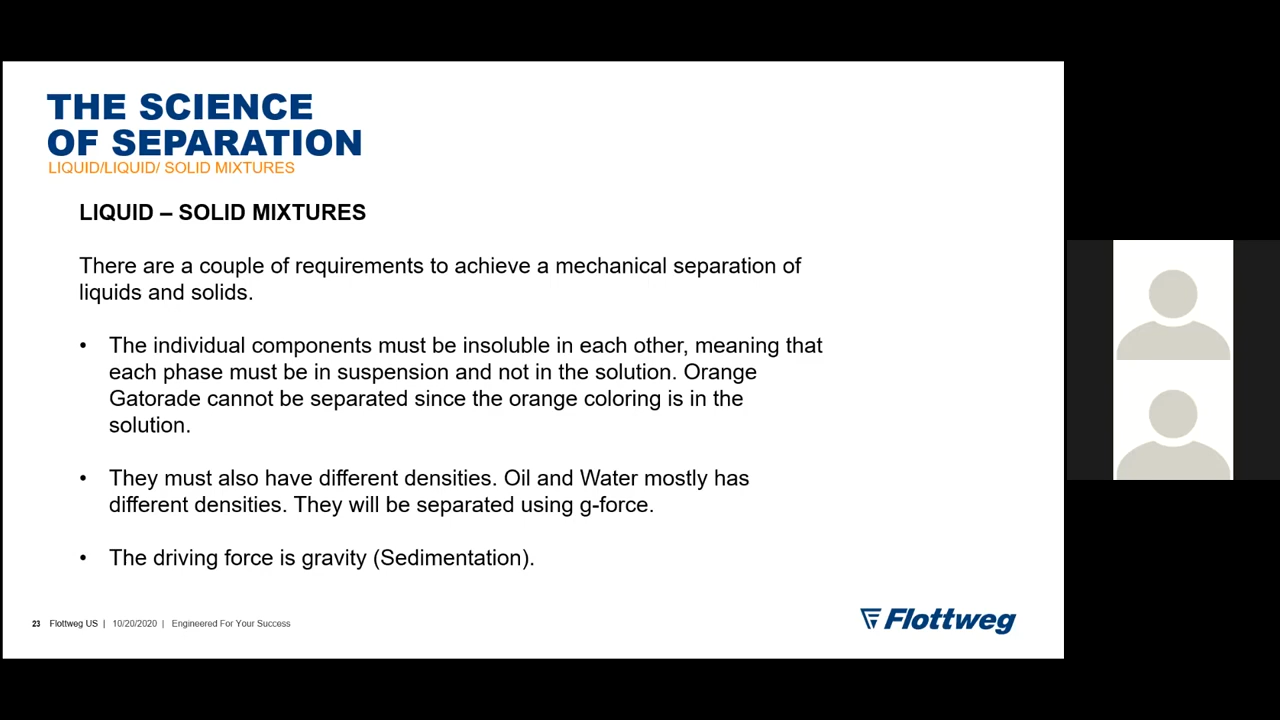 THE SCIENCE
OF SEPARATION
LIQUID/LIQUID/ SOLID MIXTURES
LIQUID – SOLID MIXTURES
There are a couple of requirements to achieve a mechanical separation of
liquids and solids.
• The individual components must be insoluble in each other, meaning that
each phase must be in suspension and not in the solution. Orange
Gatorade cannot be separated since the orange coloring is in the
solution.
• They must also have different densities. Oil and Water mostly has
different densities. They will be separated using g-force.
• The driving force is gravity (Sedimentation).
23 Flottweg US | 10/20/2020 | Engineered For Your Success
Flottweg